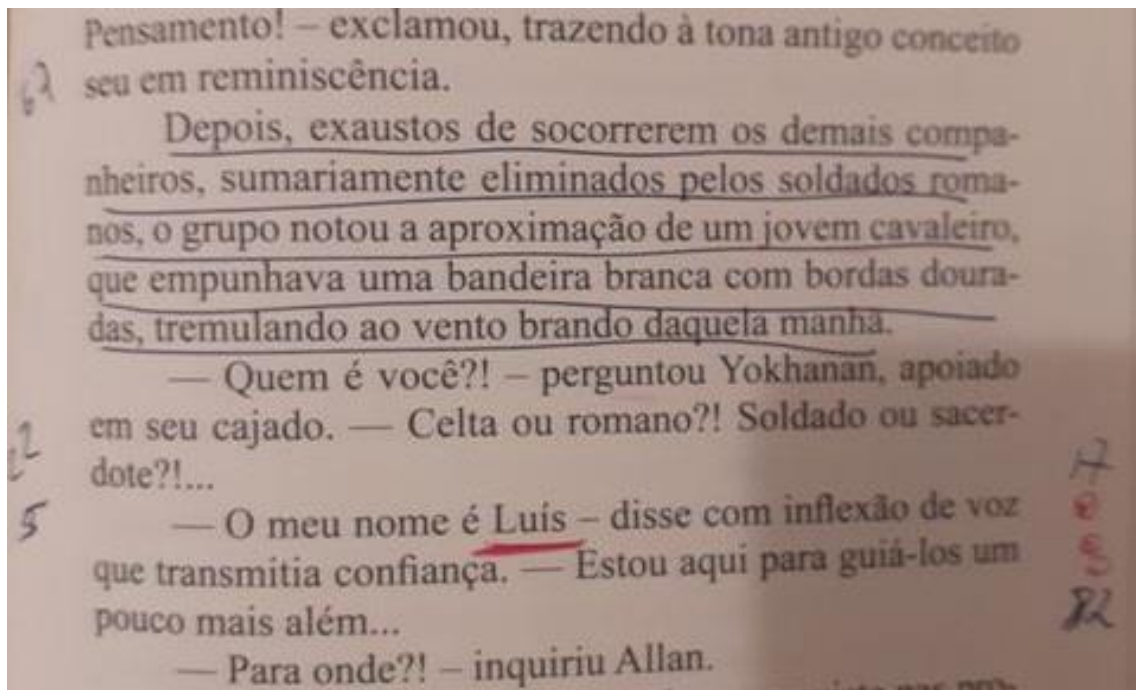 Pensamento! – exclamou, trazendo à tona antigo conceito
seu em reminiscência.
Depois, exaustos de socorrerem os demais compa-
nheiros, sumariamente eliminados pelos soldados roma-
nos, o grupo notou a aproximação de um jovem cavaleiro,
que empunhava uma bandeira branca com bordas doura-
das, tremulando ao vento brando daquela manhã.
— Quem é você?! – perguntou Yokhanan, apoiado
em seu cajado. — Celta ou romano?! Soldado ou sacer-
dote?!...
5
— O meu nome é Luís – disse com inflexão de voz
que transmitia confiança. — Estou aqui para guiá-los um
pouco mais além...
82
— Para onde?! – inquiriu Allan.